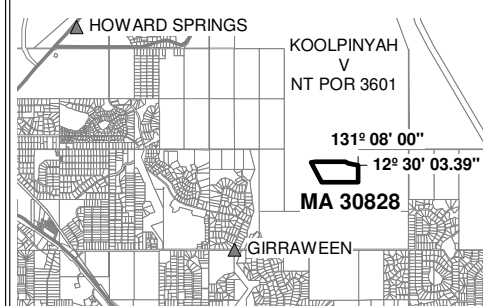 HOWARD SPRINGS
KOOLPINYAH
V
NT POR 3601
131º 08' 00"
12º 30' 03.39"
MA 30828
GIRRAWEEN